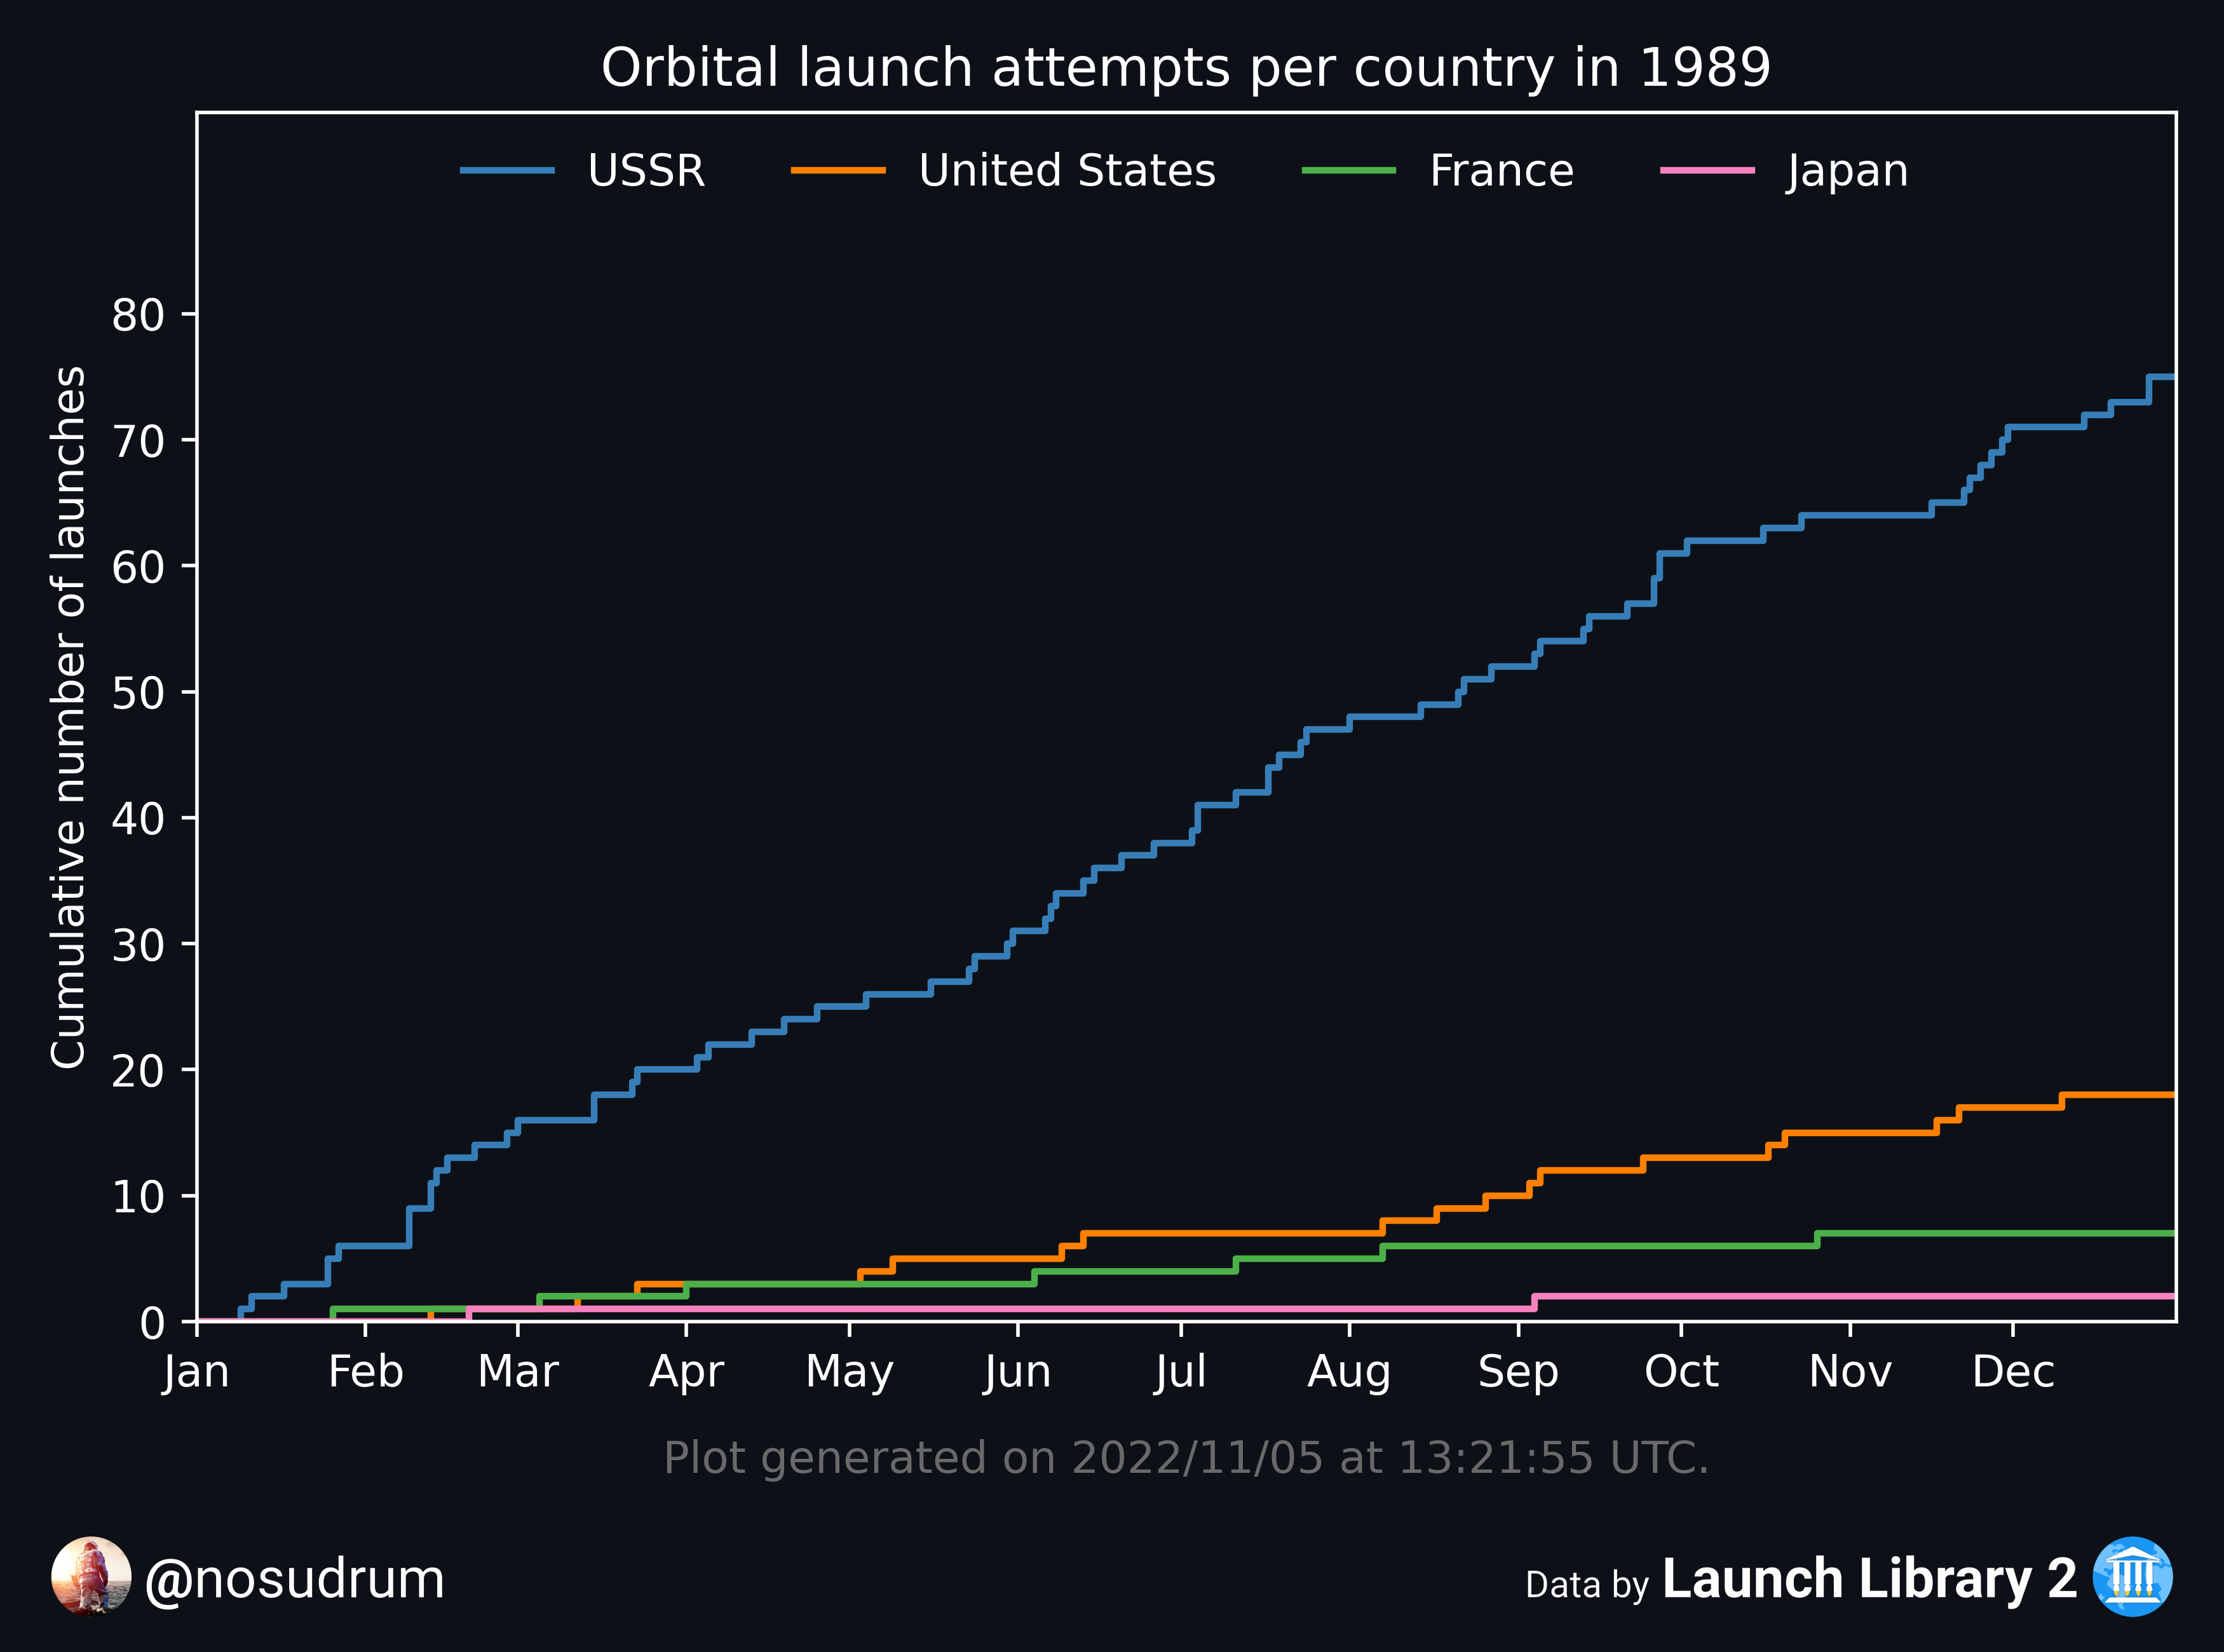 Orbital launch attempts per country in 1989
USSR United States France Japan
Cumulative number of launches
80
70
60
50
40
30
20
10
0
Jan Feb Mar Apr May Jun Jul Aug Sep Oct Nov Dec
Plot generated on 2022/11/05 at 13:21:55 UTC.
@nosudrum
Data by Launch Library 2